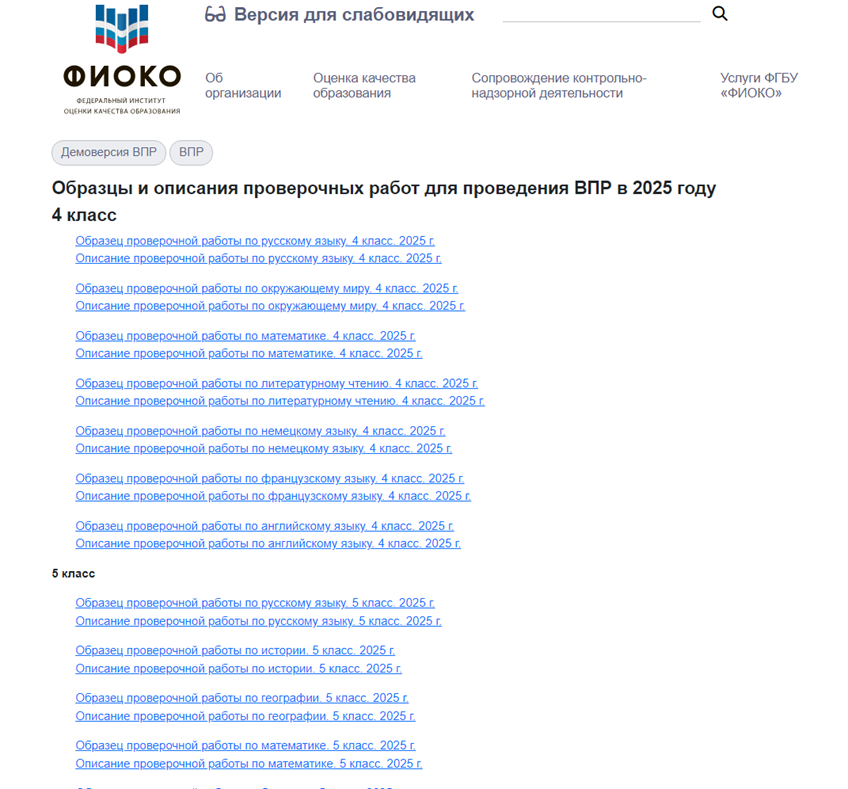 Версия для слабовидящих
ФИОКО
ФЕДЕРАЛЬНЫЙ ИНСТИТУТ
ОЦЕНКИ КАЧЕСТВА ОБРАЗОВАНИЯ
Об
организации
Оценка качества
образования
Сопровождение контрольно-
надзорной деятельности
Услуги ФГБУ
«ФИОКО»
Демоверсия ВПР
ВПР
Образцы и описания проверочных работ для проведения ВПР в 2025 году
4 класс
Образец проверочной работы по русскому языку. 4 класс. 2025 г.
Описание проверочной работы по русскому языку. 4 класс. 2025 г.
Образец проверочной работы по окружающему миру. 4 класс. 2025 г.
Описание проверочной работы по окружающему миру. 4 класс. 2025 г.
Образец проверочной работы по математике. 4 класс. 2025 г.
Описание проверочной работы по математике. 4 класс. 2025 г.
Образец проверочной работы по литературному чтению. 4 класс. 2025 г.
Описание проверочной работы по литературному чтению. 4 класс. 2025 г.
Образец проверочной работы по немецкому языку. 4 класс. 2025 г.
Описание проверочной работы по немецкому языку. 4 класс. 2025 г.
Образец проверочной работы по французскому языку. 4 класс. 2025 г.
Описание проверочной работы по французскому языку. 4 класс. 2025 г.
Образец проверочной работы по английскому языку. 4 класс. 2025 г.
Описание проверочной работы по английскому языку. 4 класс. 2025 г.
5 класс
Образец проверочной работы по русскому языку. 5 класс. 2025 г.
Описание проверочной работы по русскому языку. 5 класс. 2025 г.
Образец проверочной работы по истории. 5 класс. 2025 г.
Описание проверочной работы по истории. 5 класс. 2025 г.
Образец проверочной работы по географии. 5 класс. 2025 г.
Описание проверочной работы по географии. 5 класс. 2025 г.
Образец проверочной работы по математике. 5 класс. 2025 г.
Описание проверочной работы по математике. 5 класс. 2025 г.